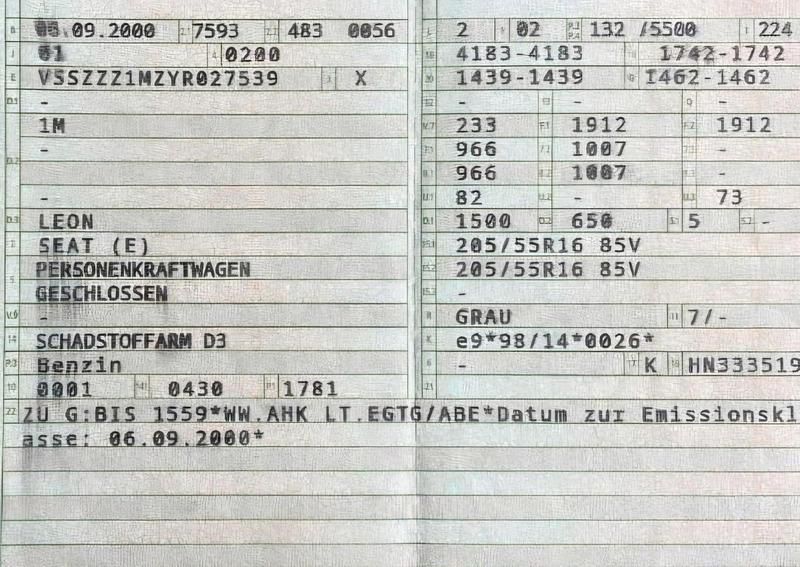 .09.2000 7593 483 0056
01 0200
VSSZZZ1MZYR027539 X
-
1M
-
-
LEON
SEAT (E)
PERSONENKRAFTWAGEN
GESCHLOSSEN
-
SCHADSTOFFARM D3
Benzin
0001 0430 1781
2 02 132 /5500 224
4183-4183 1742-1742
1439-1439 1462-1462
- - -
233 1912 1912
966 1007 -
966 1007 -
82 - 73
1500 650 5 -
205/55R16 85V
205/55R16 85V
-
GRAU 7/-
e9*98/14*0026*
- K HN333519
ZU G:BIS 1559*WW.AHK LT.EGTG/ABE*Datum zur Emissionskl
asse: 06.09.2000*